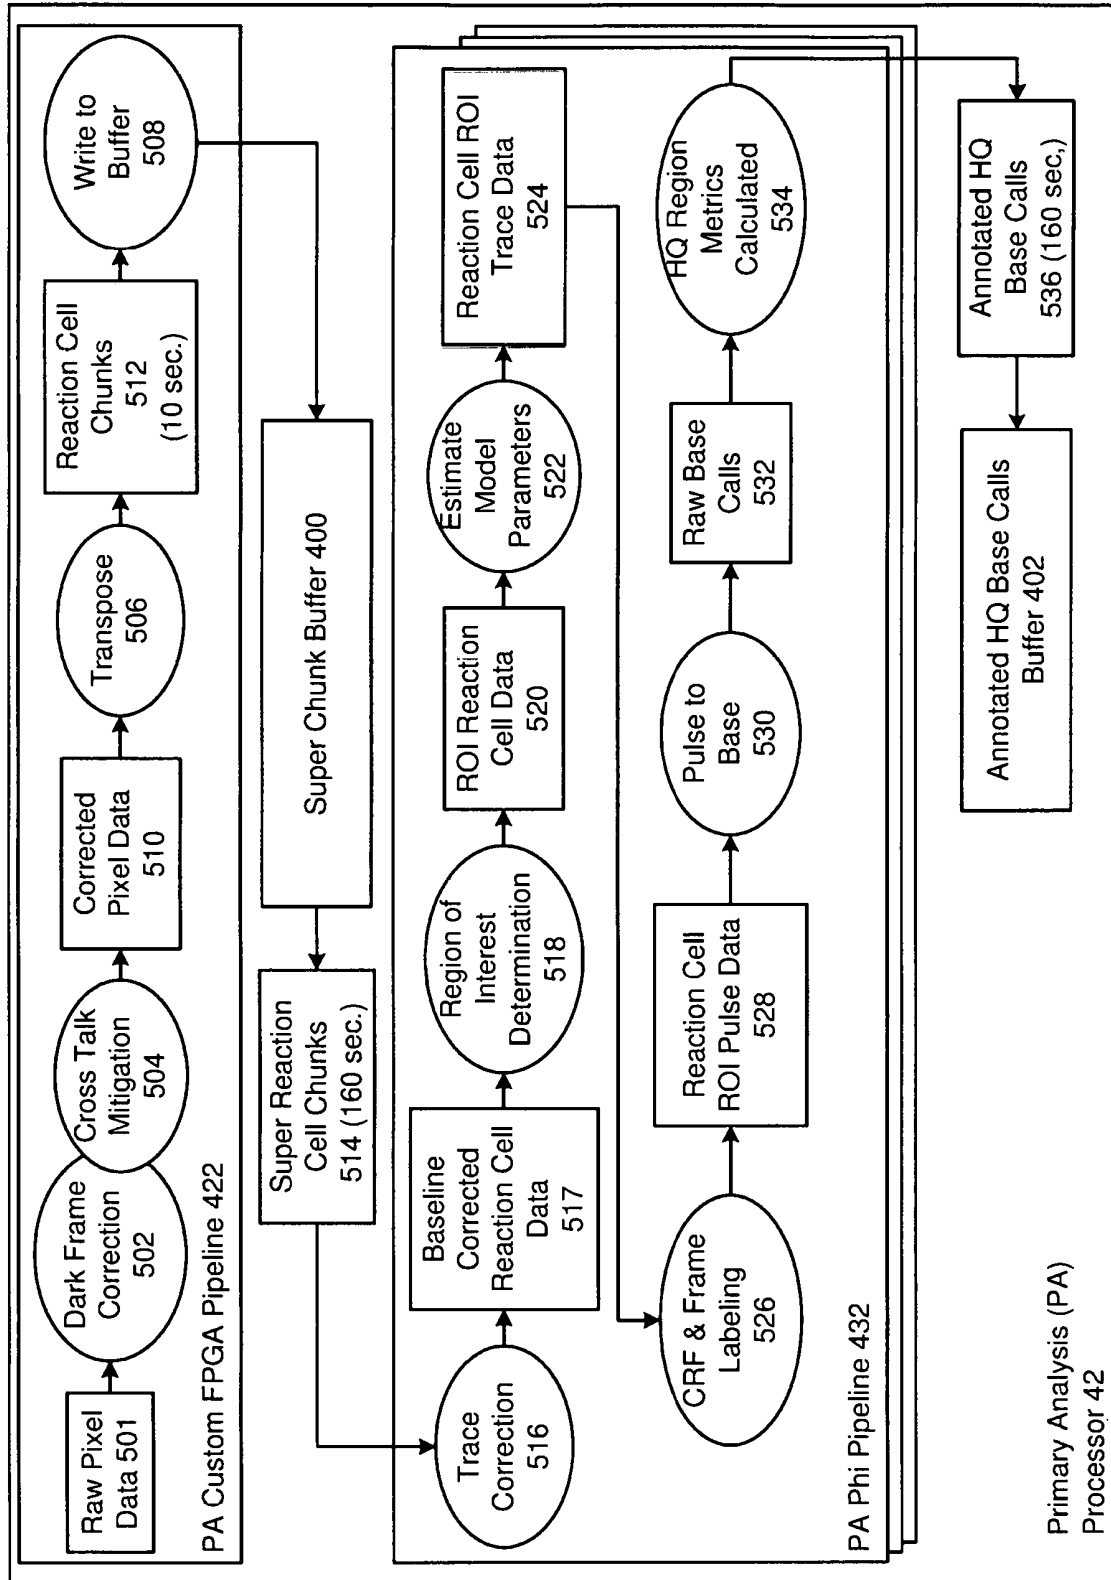 Raw Pixel
Data 501
Dark Frame
Correction
502
Cross Talk
Mitigation
504
Corrected
Pixel Data
510
Transpose
506
Reaction Cell
Chunks
512
(10 sec.)
Write to
Buffer
508
PA Custom FPGA Pipeline 422
Super Chunk Buffer 400
Super Reaction
Cell Chunks
514 (160 sec.)
Trace
Correction
516
Baseline
Corrected
Reaction Cell
Data
517
Region of
Interest
Determination
518
ROI Reaction
Cell Data
520
Estimate
Model
Parameters
522
Reaction Cell ROI
Trace Data
524
CRF & Frame
Labeling
526
Reaction Cell
ROI Pulse Data
528
Pulse to
Base
530
Raw Base
Calls
532
HQ Region
Metrics
Calculated
534
PA Phi Pipeline 432
Annotated HQ
Base Calls
536 (160 sec,)
Annotated HQ Base Calls
Buffer 402
Primary Analysis (PA)
Processor 42